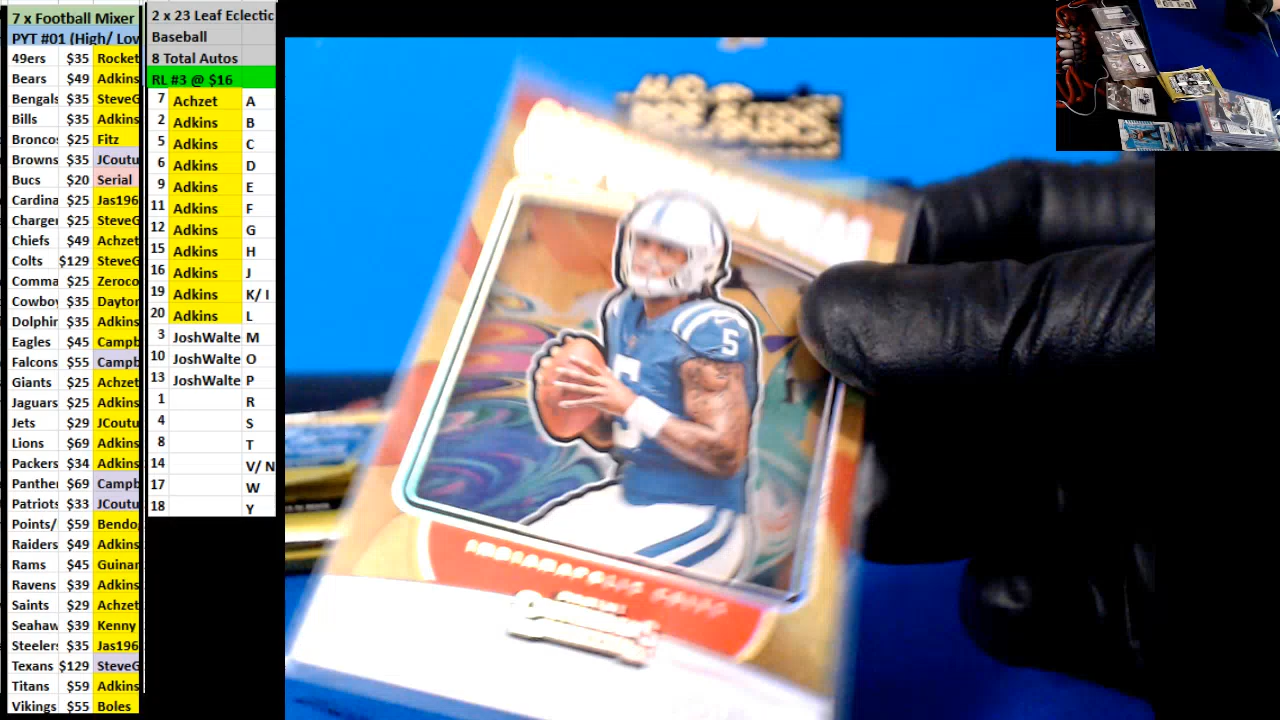 7 x Football Mixer
PYT #01 (High/ Lov
49ers $35 Rocket
Bears $49 Adkins
Bengals $35 SteveG
Bills $35 Adkins
Broncos $25 Fitz
Browns $35 JCoutu
Bucs $20 Serial
Cardina $25 Jas196
Charger $25 SteveG
Chiefs $49 Achzet
Colts $129 SteveG
Comma $25 Zeroco
Cowboy $35 Dayton
Dolphir $35 Adkins
Eagles $45 Campb
Falcons $55 Campb
Giants $25 Achzet
Jaguars $25 Adkins
Jets $29 JCoutu
Lions $69 Adkins
Packers $34 Adkins
Panthe $69 Campb
Patriots $33 JCoutu
Points/ $59 Bendo
Raiders $49 Adkins
Rams $45 Guinar
Ravens $39 Adkins
Saints $29 Achzet
Seahaw $39 Kenny
Steelers $35 Jas196
Texans $129 SteveG
Titans $59 Adkins
Vikings $55 Boles
2 x 23 Leaf Eclectic
Baseball
8 Total Autos
RL #3 @ $16
7 Achzet A
2 Adkins B
5 Adkins C
6 Adkins D
9 Adkins E
11 Adkins F
12 Adkins G
15 Adkins H
16 Adkins J
19 Adkins K/ I
20 Adkins L
3 JoshWalte M
10 JoshWalte O
13 JoshWalte P
1 R
4 S
8 T
14 V/ N
17 W
18 Y
5
5
INDIANAPOLIS COLTS